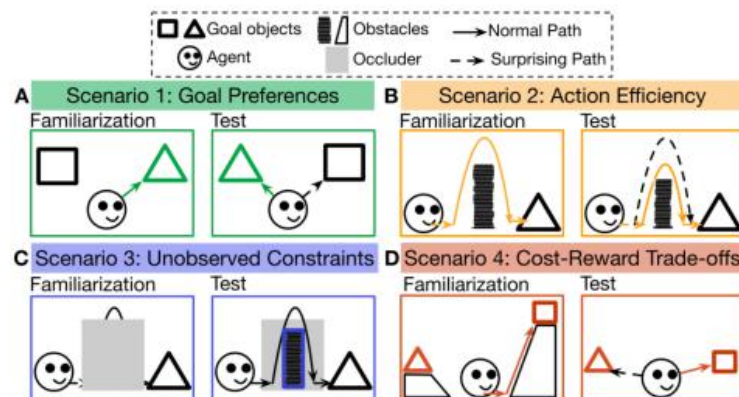 Goal objects Obstacles Normal Path
Agent Occluder Surprising Path
A Scenario 1: Goal Preferences
Familiarization Test
B Scenario 2: Action Efficiency
Familiarization Test
C Scenario 3: Unobserved Constraints
Familiarization Test
D Scenario 4: Cost-Reward Trade-offs
Familiarization Test